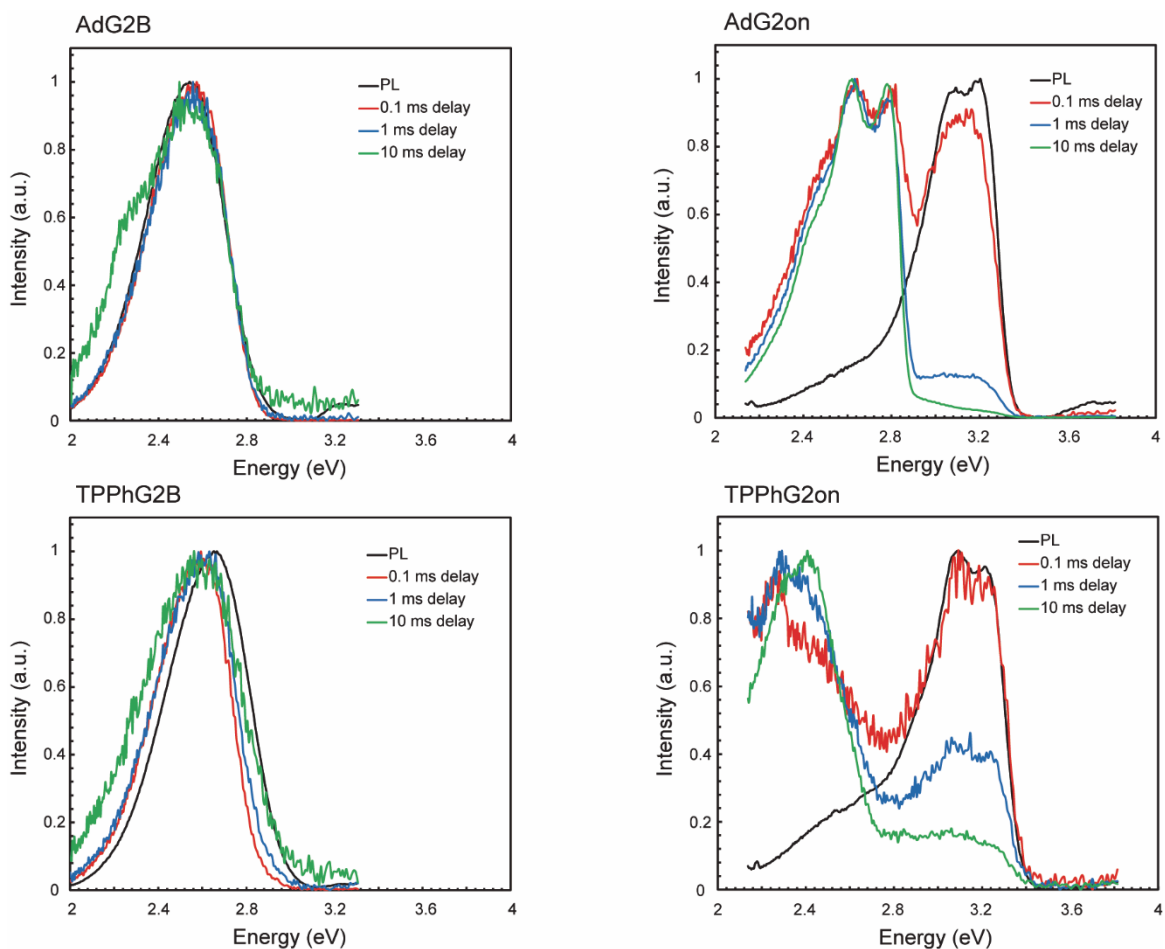 AdG2B
Intensity (a.u.)
1
0.8
0.6
0.4
0.2
0
2
2.4
2.8
3.2
3.6
4
Energy (eV)
PL
0.1 ms delay
1 ms delay
10 ms delay
AdG2on
Intensity (a.u.)
1
0.8
0.6
0.4
0.2
0
2
2.4
2.8
3.2
3.6
4
Energy (eV)
PL
0.1 ms delay
1 ms delay
10 ms delay
TPPhG2B
Intensity (a.u.)
1
0.8
0.6
0.4
0.2
0
2
2.4
2.8
3.2
3.6
4
Energy (eV)
PL
0.1 ms delay
1 ms delay
10 ms delay
TPPhG2on
Intensity (a.u.)
1
0.8
0.6
0.4
0.2
0
2
2.4
2.8
3.2
3.6
4
Energy (eV)
PL
0.1 ms delay
1 ms delay
10 ms delay